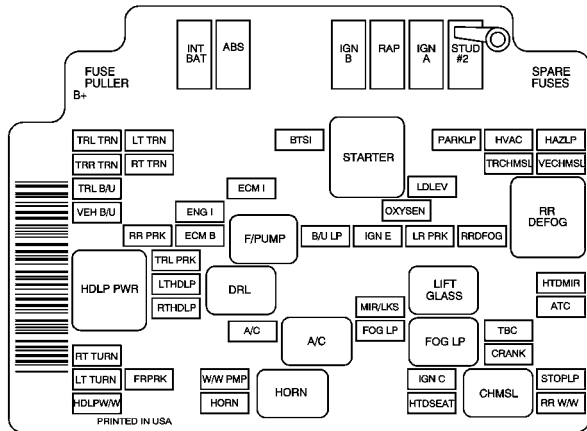 INT
BAT
ABS
IGN
B
RAP
IGN
A
STUD
#2
FUSE
PULLER
B+
SPARE
FUSES
TRL TRN
LT TRN
BTSI
STARTER
PARKLP
HVAC
HAZLP
TRR TRN
RT TRN
TRCHMSL
VECHMSL
TRL B/U
ECM I
LDLEV
RR
DEFOG
VEH B/U
ENG I
OXYSEN
RR PRK
ECM B
F/PUMP
B/U LP
IGN E
LR PRK
RRDFOG
HDLP PWR
TRL PRK
LTHDLP
RTHDLP
DRL
LIFT
GLASS
HTDMIR
ATC
MIR/LKS
A/C
A/C
FOG LP
FOG LP
TBC
CRANK
RT TURN
LT TURN
FRPRK
W/W PMP
HORN
IGN C
CHMSL
STOPLP
HDLPW/W
HORN
HTDSEAT
RR W/W
PRINTED IN USA